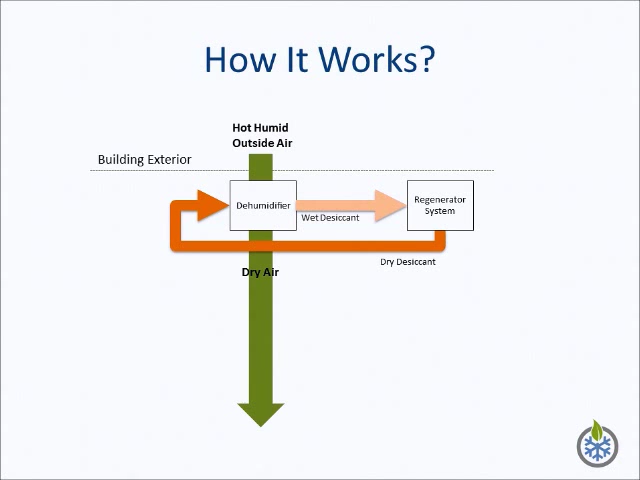 How It Works?
Hot Humid
Outside Air
Building Exterior
Dehumidifier
Wet Desiccant
Regenerator
System
Dry Desiccant
Dry Air